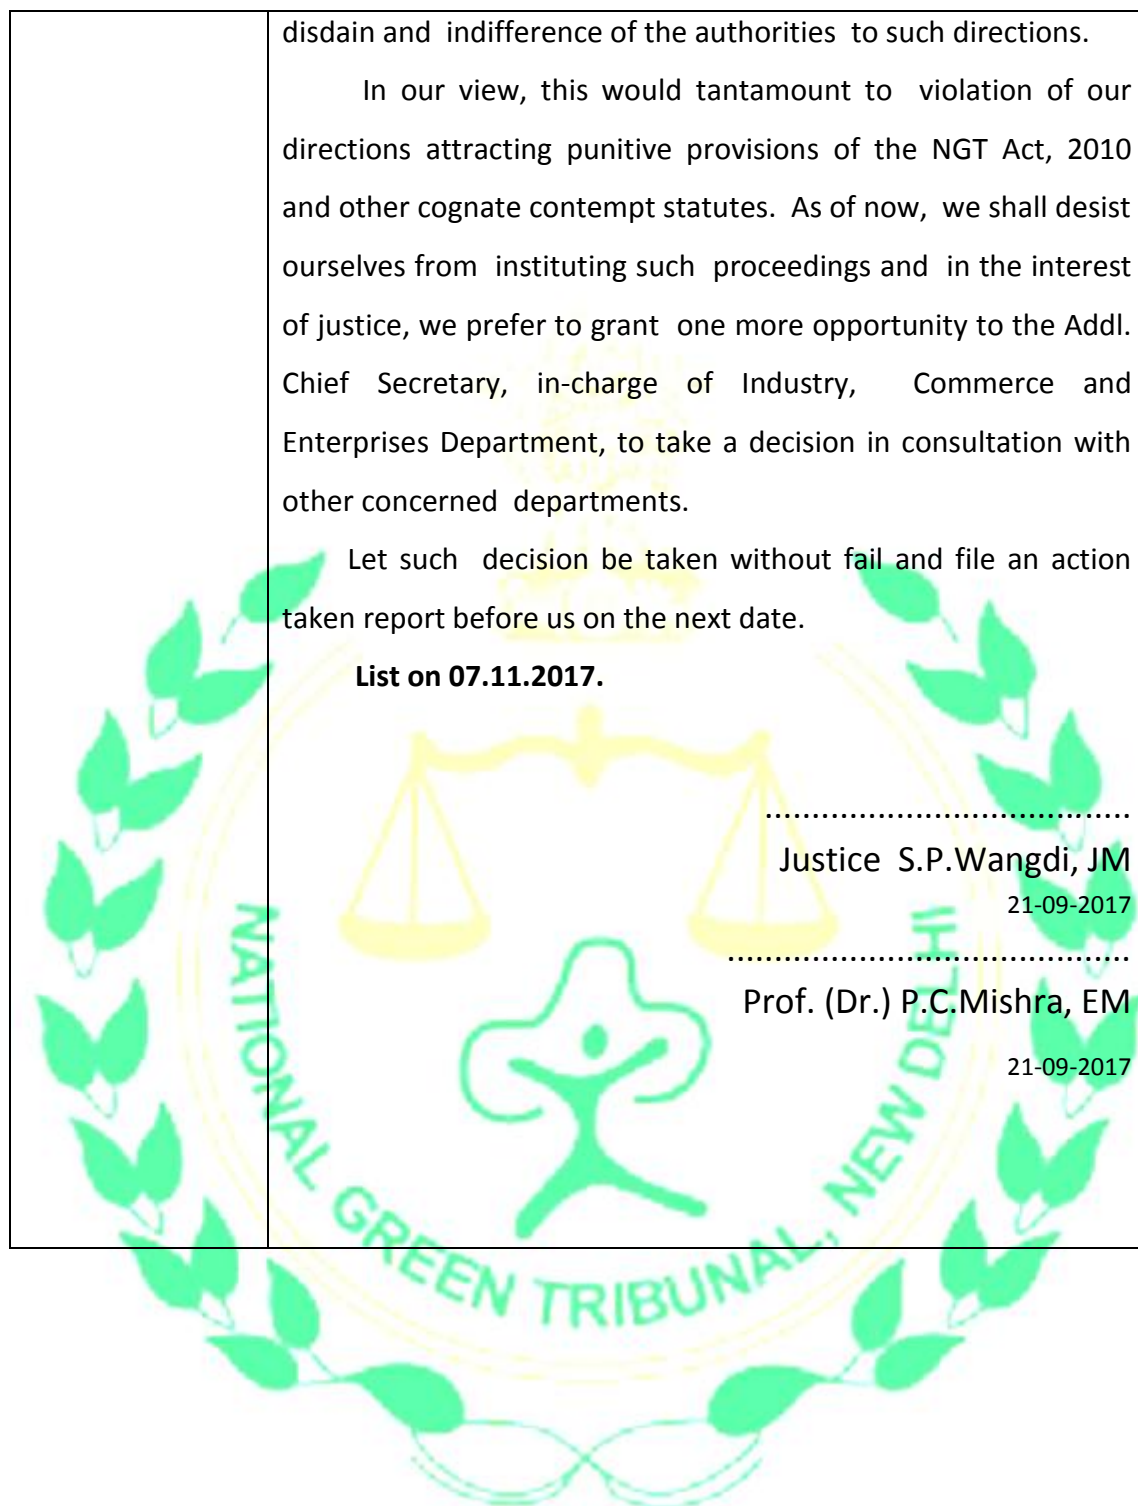 disdain and indifference of the authorities to such directions.
In our view, this would tantamount to violation of our
directions attracting punitive provisions of the NGT Act, 2010
and other cognate contempt statutes. As of now, we shall desist
ourselves from instituting such proceedings and in the interest
of justice, we prefer to grant one more opportunity to the Addl.
Chief Secretary, in-charge of Industry, Commerce and
Enterprises Department, to take a decision in consultation with
other concerned departments.
Let such decision be taken without fail and file an action
taken report before us on the next date.
List on 07.11.2017.
.......................................
Justice S.P.Wangdi, JM
21-09-2017
...........................................
Prof. (Dr.) P.C.Mishra, EM
21-09-2017
NATIONAL GREEN TRIBUNAL, NEW DELHI